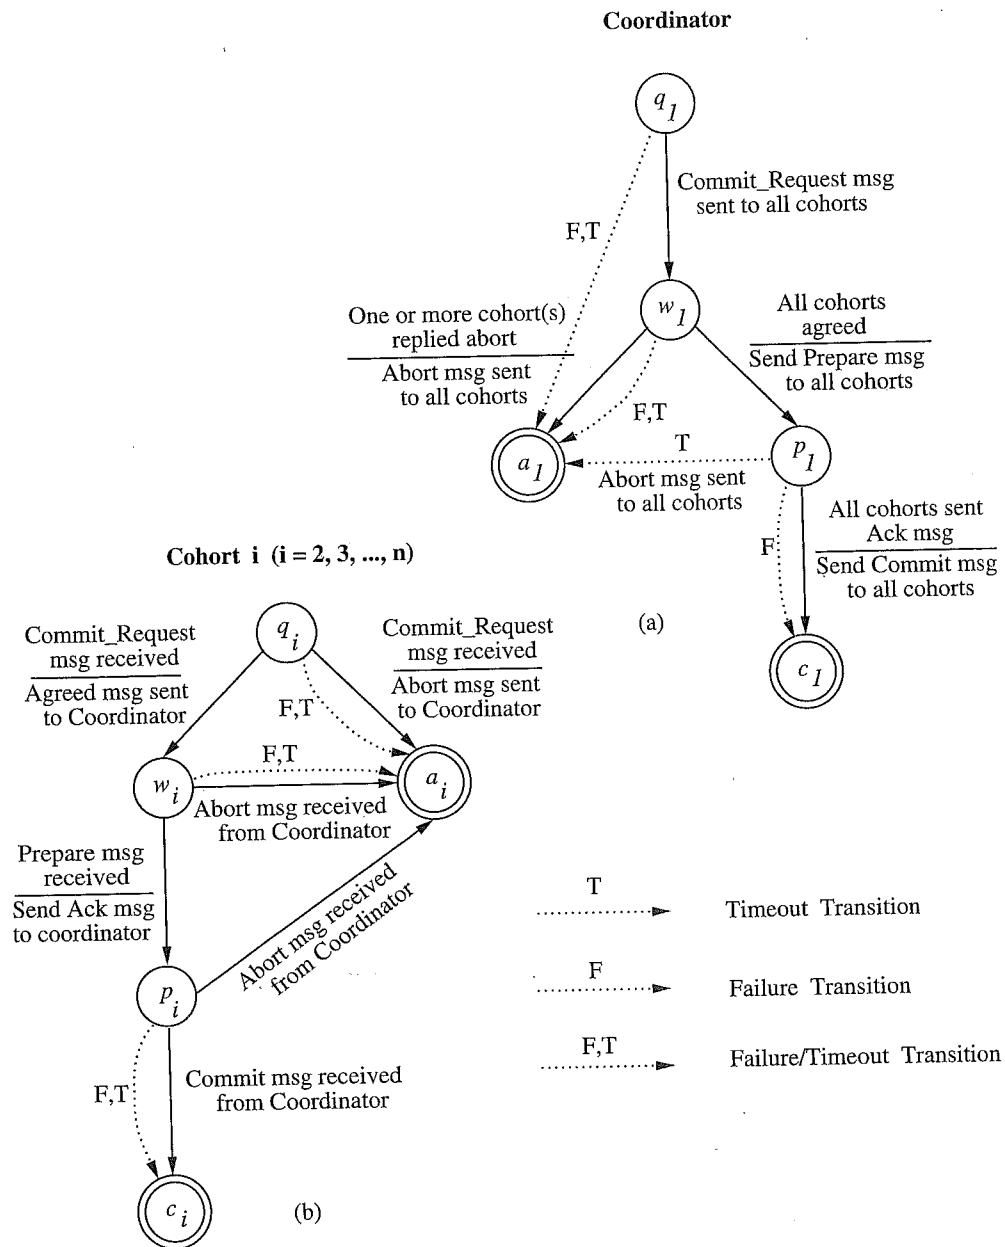 Coordinator
q1
Commit_Request msg
sent to all cohorts
F,T
w1
One or more cohort(s)
replied abort
Abort msg sent
to all cohorts
All cohorts
agreed
Send Prepare msg
to all cohorts
F,T
a1
T
Abort msg sent
to all cohorts
p1
F
All cohorts sent
Ack msg
Send Commit msg
to all cohorts
c1
(a)
Cohort i (i = 2, 3, ..., n)
qi
Commit_Request
msg received
Agreed msg sent
to Coordinator
Commit_Request
msg received
Abort msg sent
to Coordinator
F,T
F,T
wi
ai
Abort msg received
from Coordinator
Prepare msg
received
Send Ack msg
to coordinator
Abort msg received
from Coordinator
pi
F,T
Commit msg received
from Coordinator
ci
(b)
T
Timeout Transition
F
Failure Transition
F,T
Failure/Timeout Transition